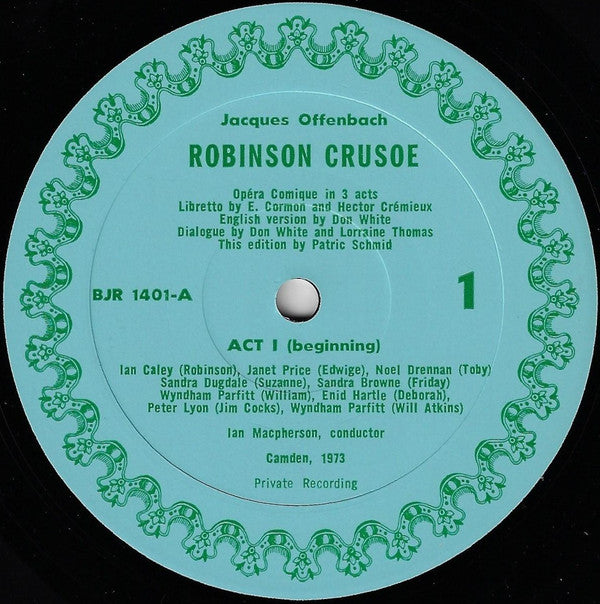 Jacques Offenbach
ROBINSON CRUSOE
Opéra Comique in 3 acts
Libretto by E. Cormon and Hector Crémieux
English version by Don White
Dialogue by Don White and Lorraine Thomas
This edition by Patric Schmid
BJR 1401-A
1
ACT I (beginning)
Ian Caley (Robinson), Janet Price (Edwige), Noel Drennan (Toby)
Sandra Dugdale (Suzanne), Sandra Browne (Friday)
Wyndham Parfitt (William), Enid Hartle (Deborah),
Peter Lyon (Jim Cocks), Wyndham Parfitt (Will Atkins)
Ian Macpherson, conductor
Camden, 1973
Private Recording